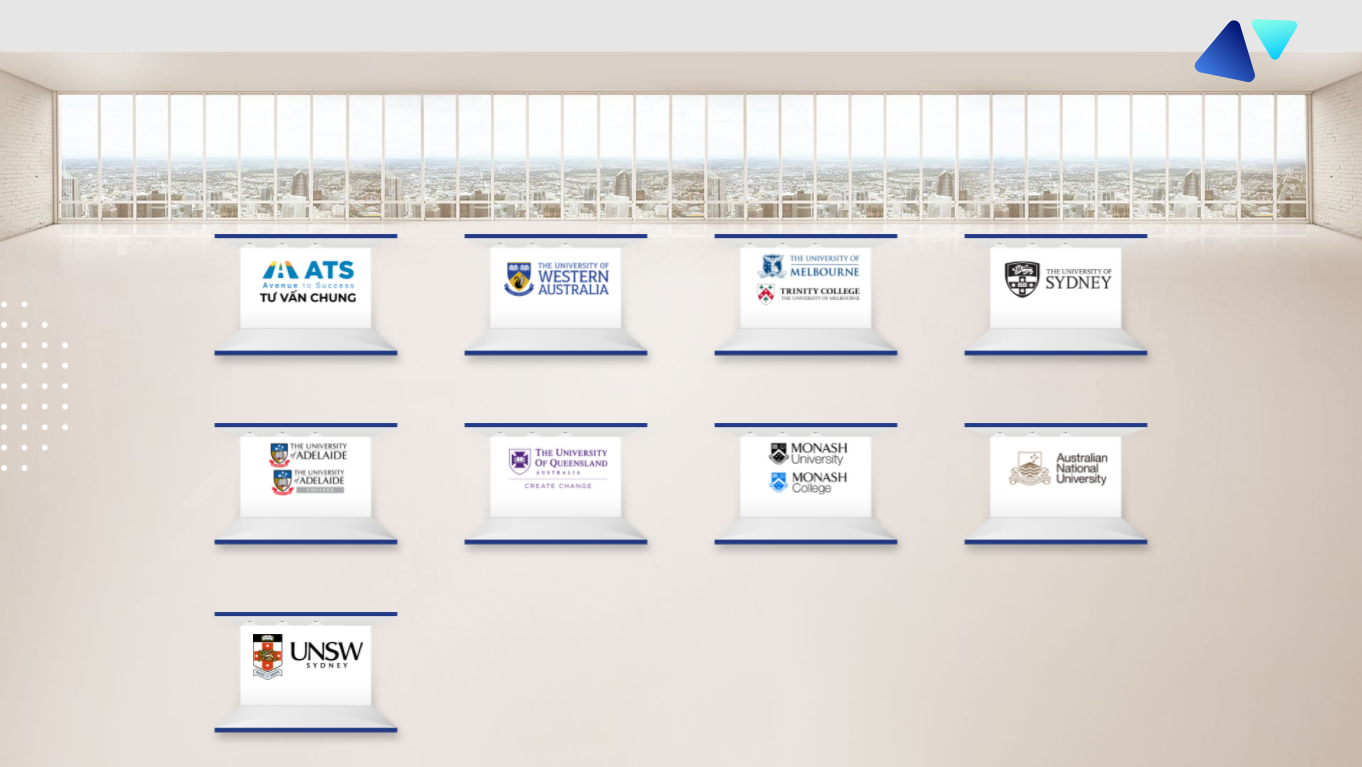 ATS
Avenue to Success
TƯ VẤN CHUNG
THE UNIVERSITY OF
WESTERN
AUSTRALIA
THE UNIVERSITY OF
MELBOURNE
TRINITY COLLEGE
THE UNIVERSITY OF MELBOURNE
THE UNIVERSITY OF
SYDNEY
THE UNIVERSITY
of ADELAIDE
THE UNIVERSITY
of ADELAIDE
COLLEGE
THE UNIVERSITY
OF QUEENSLAND
AUSTRALIA
CREATE CHANGE
MONASH
University
MONASH
College
Australian
National
University
UNSW
SYDNEY